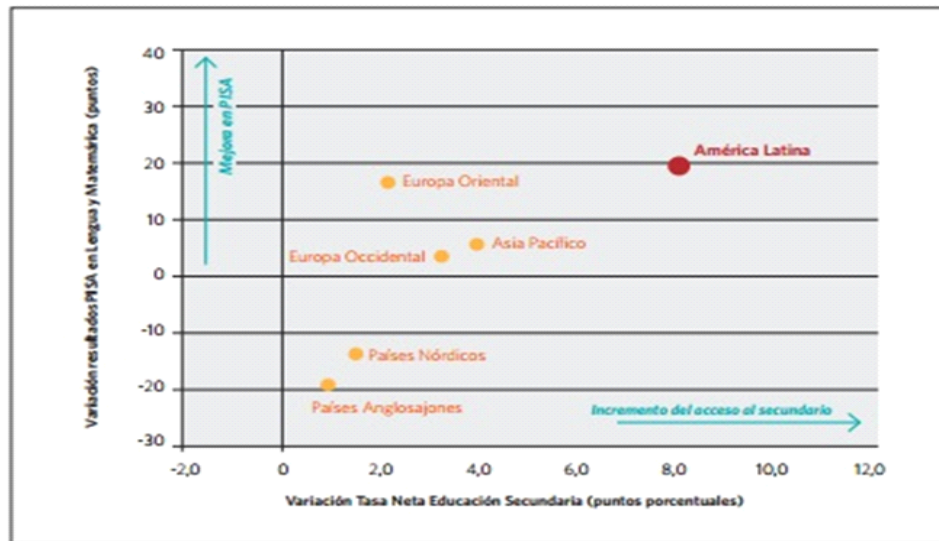 Variación resultados PISA en Lengua y Matemárica (puntos)
40
30
20
10
0
-10
-20
-30
Mejora en PISA
América Latina
Europa Oriental
Asia Pacífico
Europa Occidental
Países Nórdicos
Países Anglosajones
Incremento del acceso al secundario
-2,0
0
2,0
4,0
6,0
8,0
10,0
12,0
Variación Tasa Neta Educación Secundaria (puntos porcentuales)